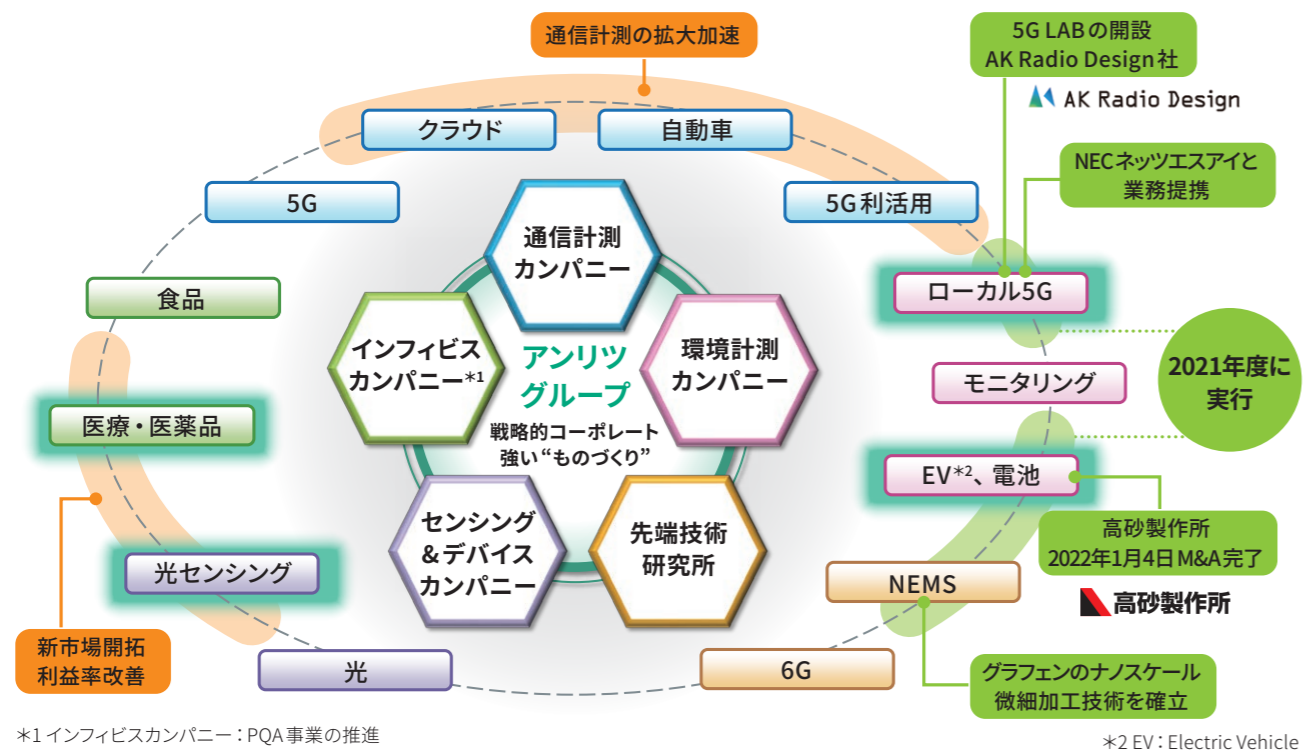 通信計測の拡大加速
5G LABの開設
AK Radio Design社
AK Radio Design
クラウド
自動車
NECネッツエスアイと
業務提携
5G
5G利活用
通信計測
カンパニー
食品
ローカル5G
インフィビス
カンパニー*1
アンリツ
グループ
戦略的コーポレート
強い“ものづくり”
環境計測
カンパニー
2021年度に
実行
モニタリング
医療・医薬品
EV*2、電池
センシング
&デバイス
カンパニー
先端技術
研究所
高砂製作所
2022年1月4日 M&A完了
高砂製作所
光センシング
NEMS
新市場開拓
利益率改善
光
6G
グラフェンのナノスケール
微細加工技術を確立
*1 インフィビスカンパニー：PQA事業の推進
*2 EV：Electric Vehicle